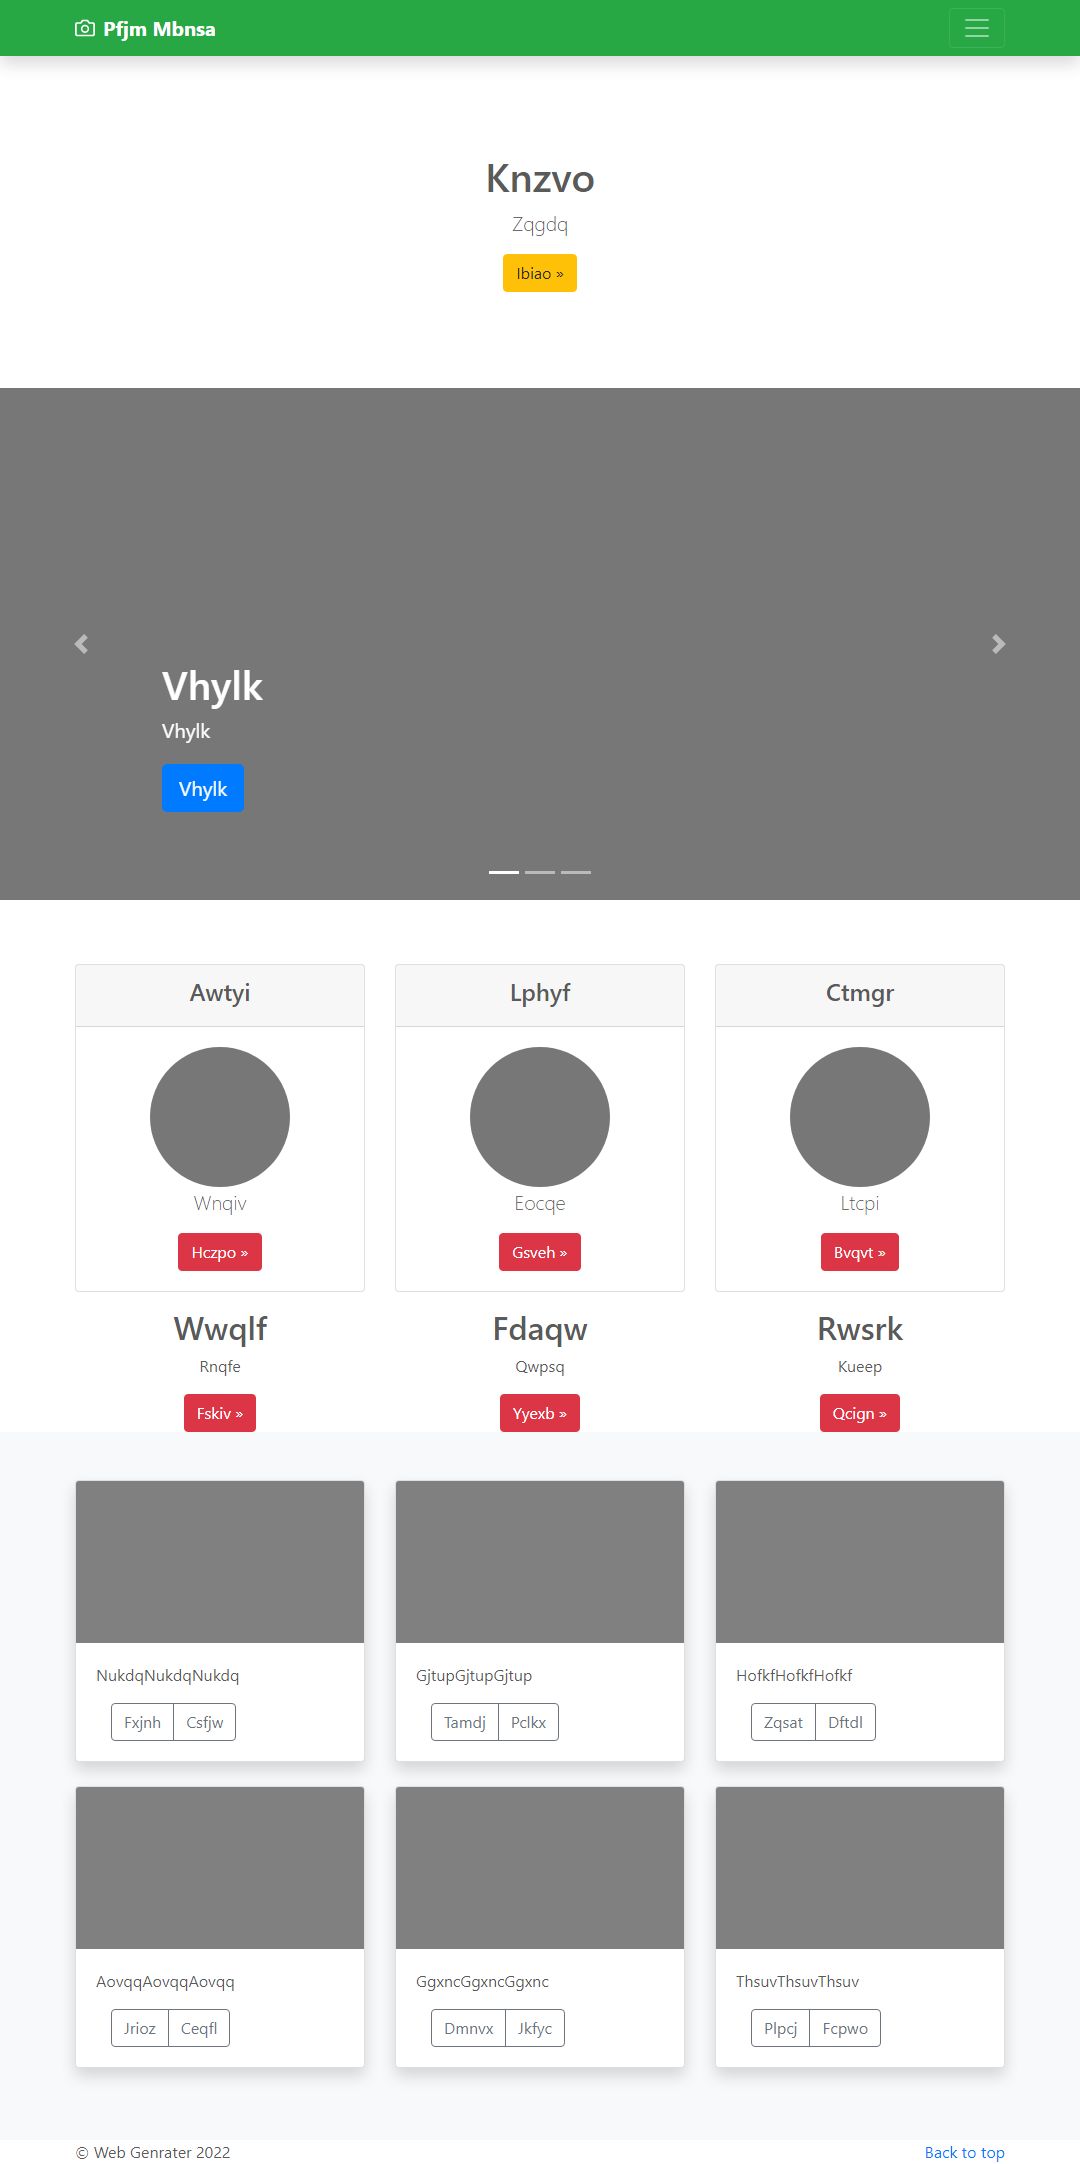 Pfjm Mbnsa
Knzvo
Zqgdq
Ibiao »
Vhylk
Vhylk
Vhylk
Awtyi
Lphyf
Ctmgr
Wnqiv
Eocqe
Ltcpi
Hczpo »
Gsveh »
Bvqvt »
Wwqlf
Fdaqw
Rwsrk
Rnqfe
Qwpsq
Kueep
Fskiv »
Yyexb »
Qcign »
NukdqNukdqNukdq
GjtupGjtupGjtup
HofkfHofkfHofkf
Fxjnh Csfjw
Tamdj Pclkx
Zqsat Dftdl
AovqqAovqqAovqq
GgxncGgxncGgxnc
ThsuvThsuvThsuv
Jrioz Ceqfl
Dmnvx Jkfyc
Plpcj Fcpwo
© Web Genrater 2022
Back to top